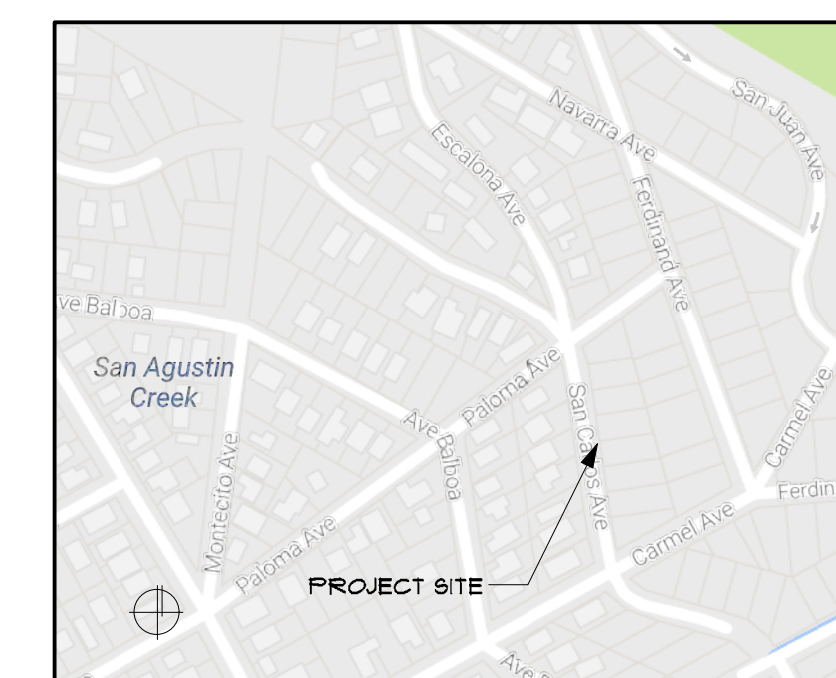 San Juan Ave
Navarra Ave
Escalona Ave
Ferdinand Ave
ve Balboa
San Agustin
Creek
Paloma Ave
Carmel Ave
San Carlos Ave
Ave Balboa
Montecito Ave
Ferdin
Carmel Ave
Paloma Ave
PROJECT SITE
Ave